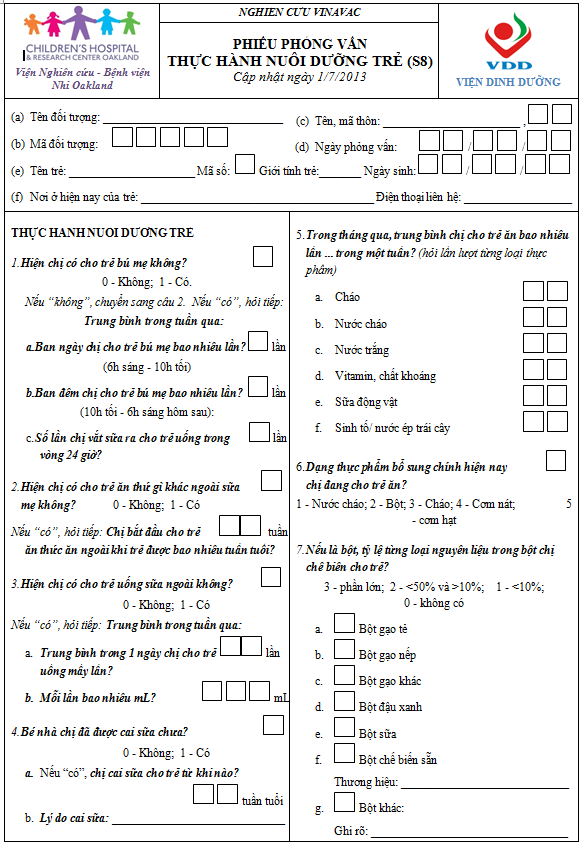 NGHIEN CƯU VINAVAC
CHILDREN'S HOSPITAL
& RESEARCH CENTER OAKLAND
Viện Nghiên cứu - Bệnh viện
Nhi Oakland
PHIẾU PHỎNG VẤN
THỰC HÀNH NUÔI DƯỠNG TRẺ (S8)
Cập nhật ngày 1/7/2013
VDD
VIỆN DINH DƯỠNG
(a) Tên đối tượng:
(c) Tên, mã thôn: ,
(b) Mã đối tượng:
(d) Ngày phỏng vấn: / /
(e) Tên trẻ: Mã số: Giới tính trẻ: Ngày sinh: / /
(f) Nơi ở hiện nay của trẻ: Điện thoại liên hệ:
THỰC HANH NUOI DƯƠNG TRE
1.Hiện chị có cho trẻ bú mẹ không?
0 - Không; 1 - Có.
Nếu “không”, chuyển sang câu 2. Nếu “có”, hỏi tiếp:
Trung bình trong tuần qua:
a.Ban ngày chị cho trẻ bú mẹ bao nhiêu lần? lần
(6h sáng - 10h tối)
b.Ban đêm chị cho trẻ bú mẹ bao nhiêu lần? lần
(10h tối - 6h sáng hôm sau):
c.Số lần chị vắt sữa ra cho trẻ uống trong lần
vòng 24 giờ?
2.Hiện chị có cho trẻ ăn thứ gì khác ngoài sữa
mẹ không? 0 - Không; 1 - Có
Nếu “có”, hỏi tiếp: Chị bắt đầu cho trẻ tuần
ăn thức ăn ngoài khi trẻ được bao nhiêu tuần tuổi?
3.Hiện chị có cho trẻ uống sữa ngoài không?
0 - Không; 1 - Có
Nếu “có”, hỏi tiếp: Trung bình trong tuần qua:
a. Trung bình trong 1 ngày chị cho trẻ lần
uống mấy lần?
b. Mỗi lần bao nhiêu mL? mL
4.Bé nhà chị đã được cai sữa chưa?
0 - Không; 1 - Có
a. Nếu “có”, chị cai sữa cho trẻ từ khi nào?
tuần tuổi
b. Lý do cai sữa:
5.Trong tháng qua, trung bình chị cho trẻ ăn bao nhiêu
lần ... trong một tuần? (hỏi lần lượt từng loại thực
phẩm)
a. Cháo
b. Nước cháo
c. Nước trắng
d. Vitamin, chất khoáng
e. Sữa động vật
f. Sinh tố/ nước ép trái cây
6.Dạng thực phẩm bổ sung chính hiện nay
chị đang cho trẻ ăn?
1 - Nước cháo; 2 - Bột; 3 - Cháo; 4 - Cơm nát; 5
- cơm hạt
7.Nếu là bột, tỷ lệ từng loại nguyên liệu trong bột chị
chế biến cho trẻ?
3 - phần lớn; 2 - <50% và >10%; 1 - <10%;
0 - không có
a. Bột gạo tẻ
b. Bột gạo nếp
c. Bột gạo khác
d. Bột đậu xanh
e. Bột sữa
f. Bột chế biến sẵn
Thương hiệu:
g. Bột khác:
Ghi rõ: